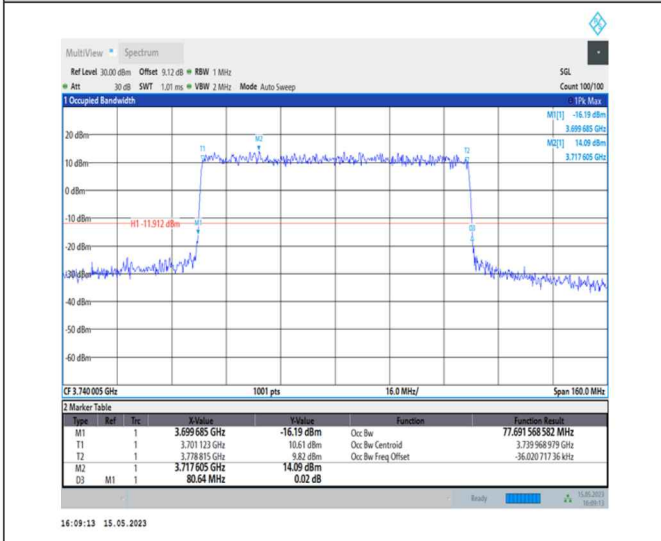 MultiView Spectrum
Ref Level 30.00 dBm Offset 9.12 dB RBW 1 MHz SGL
Att 30 dB SWT 1.01 ms VBW 2 MHz Mode Auto Sweep Count 100/100
1 Occupied Bandwidth 1Pk Max
M1[1] -16.19 dBm
3.699 685 GHz
M2[1] 14.09 dBm
3.717 605 GHz
20 dBm
M2
T1
T2
10 dBm
0 dBm
-10 dBm
H1 -11.912 dBm
M1
D3
-20 dBm
-30 dBm
-40 dBm
-50 dBm
-60 dBm
CF 3.740 005 GHz 1001 pts 16.0 MHz/ Span 160.0 MHz
2 Marker Table
Type Ref Trc X-Value Y-Value Function Function Result
M1 1 3.699 685 GHz -16.19 dBm Occ Bw 77.691 568 582 MHz
T1 1 3.701 123 GHz 10.61 dBm Occ Bw Centroid 3.739 968 979 GHz
T2 1 3.778 815 GHz 9.82 dBm Occ Bw Freq Offset -36.020 717 36 kHz
M2 1 3.717 605 GHz 14.09 dBm
D3 M1 1 80.64 MHz 0.02 dB
Ready 15.05.2023
16:09:13
16:09:13 15.05.2023